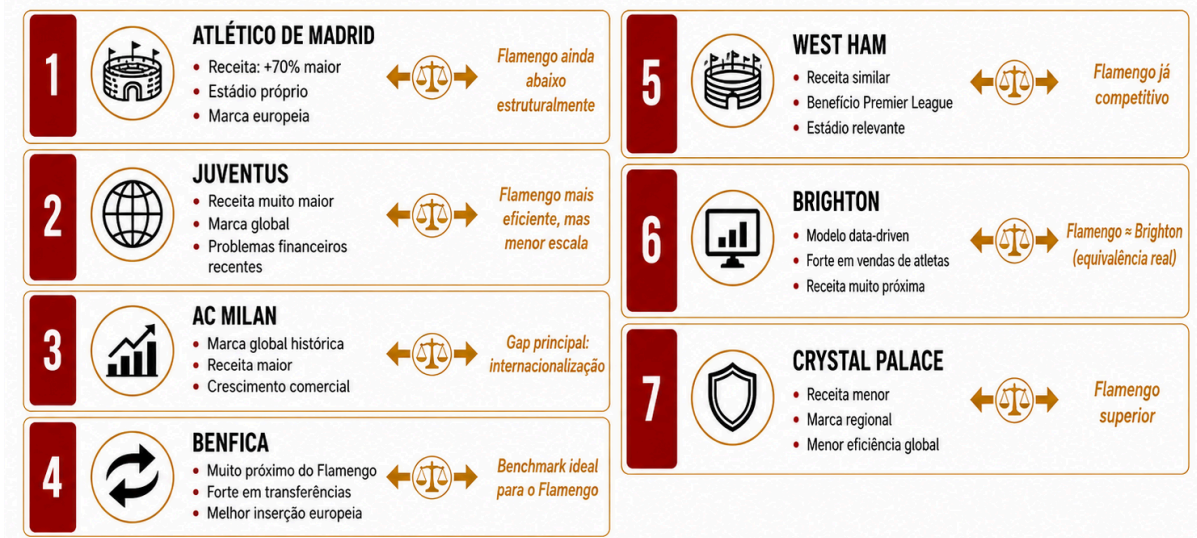 1
ATLÉTICO DE MADRID
• Receita: +70% maior
• Estádio próprio
• Marca europeia
Flamengo ainda
abaixo
estruturalmente
2
JUVENTUS
• Receita muito maior
• Marca global
• Problemas financeiros
recentes
Flamengo mais
eficiente, mas
menor escala
3
AC MILAN
• Marca global histórica
• Receita maior
• Crescimento comercial
Gap principal:
internacionalização
4
BENFICA
• Muito próximo do Flamengo
• Forte em transferências
• Melhor inserção europeia
Benchmark ideal
para o Flamengo
5
WEST HAM
• Receita similar
• Benefício Premier League
• Estádio relevante
Flamengo já
competitivo
6
BRIGHTON
• Modelo data-driven
• Forte em vendas de atletas
• Receita muito próxima
Flamengo ≈ Brighton
(equivalência real)
7
CRYSTAL PALACE
• Receita menor
• Marca regional
• Menor eficiência global
Flamengo
superior